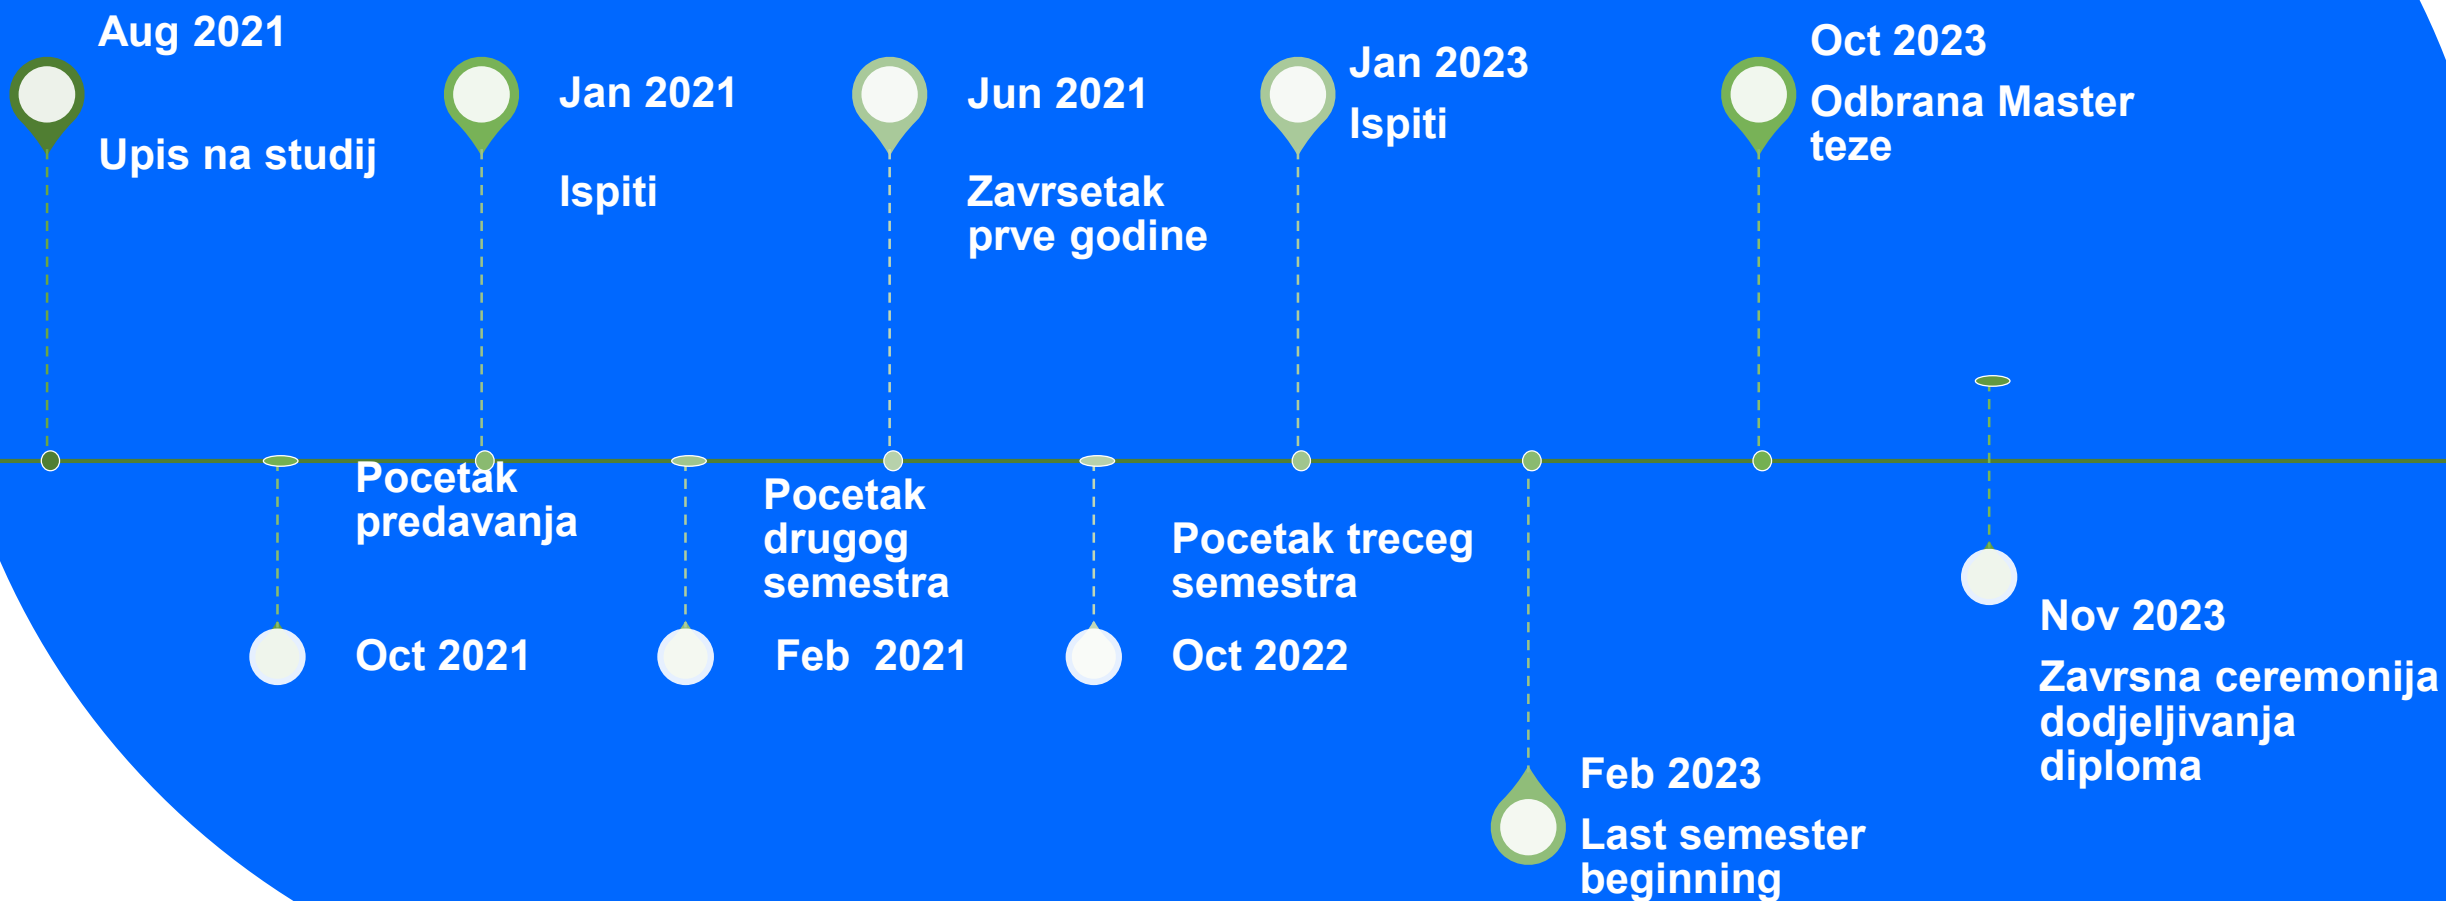 Aug 2021
Upis na studij
Pocetak
predavanja
Oct 2021
Jan 2021
Ispiti
Pocetak
drugog
semestra
Feb  2021
Jun 2021
Zavrsetak
prve godine
Pocetak treceg
semestra
Oct 2022
Jan 2023
Ispiti
Feb 2023
Last semester
beginning
Oct 2023
Odbrana Master
teze
Nov 2023
Zavrsna ceremonija
dodjeljivanja
diploma